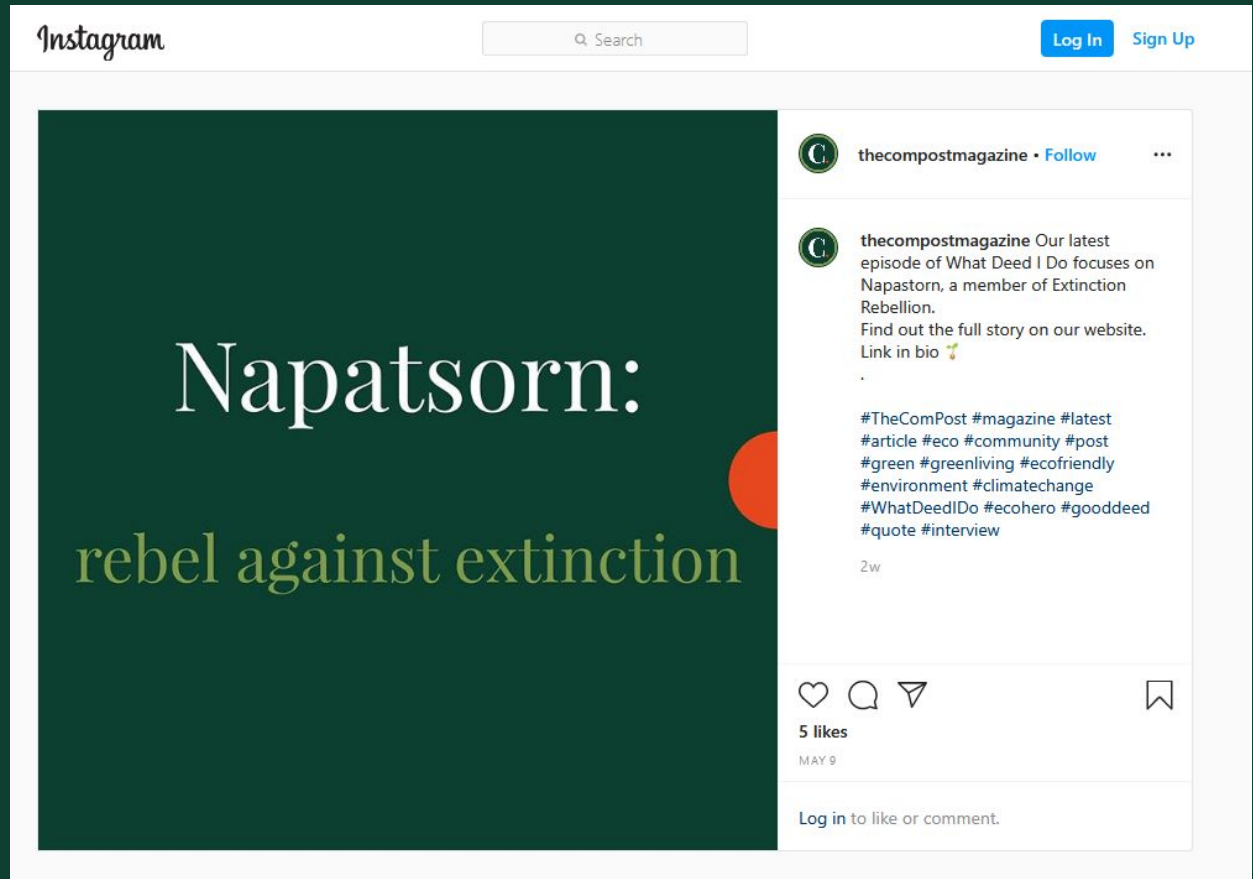 Instagram
Search
Log In
Sign Up
Napatsorn:
rebel against extinction
C.
thecompostmagazine • Follow
C.
thecompostmagazine Our latest
episode of What Deed I Do focuses on
Napastorn, a member of Extinction
Rebellion.
Find out the full story on our website.
Link in bio 🌱
.
#TheComPost #magazine #latest
#article #eco #community #post
#green #greenliving #ecofriendly
#environment #climatechange
#WhatDeedIDo #ecohero #gooddeed
#quote #interview
2w
5 likes
MAY 9
Log in to like or comment.